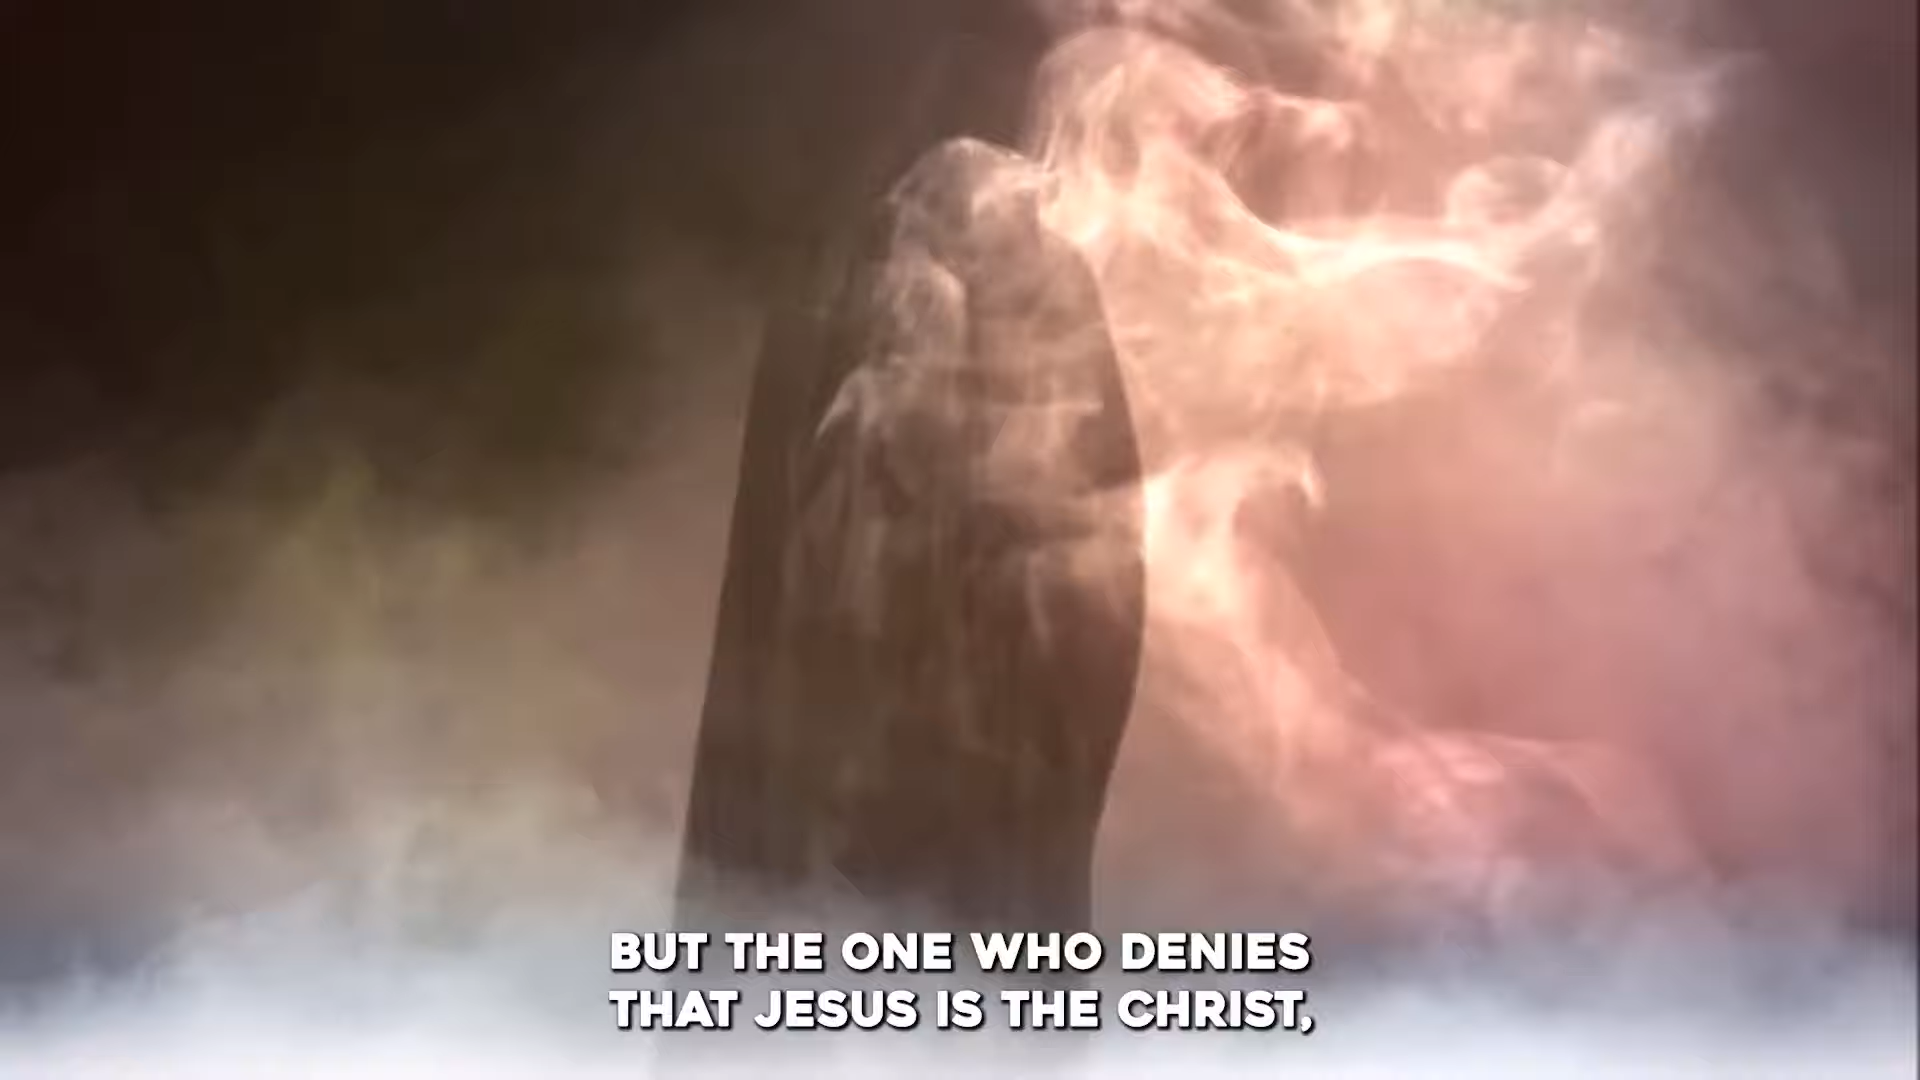 BUT THE ONE WHO DENIES
THAT JESUS IS THE CHRIST,